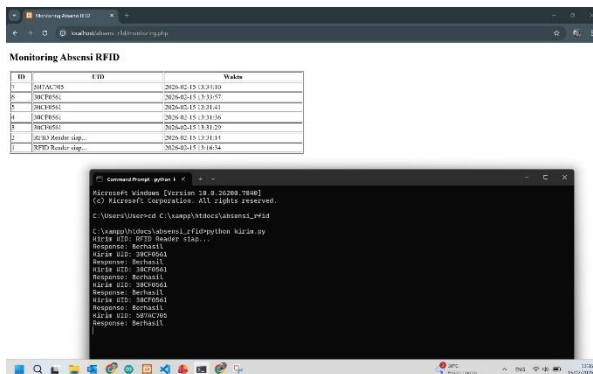 Monitoring Absensi RFID
localhost/absensi_rfid/monitoring.php
Monitoring Absensi RFID
ID UID Waktu
7 5B7AC705 2026-02-15 13:34:10
6 38CF0561 2026-02-15 13:33:57
5 38CF0561 2026-02-15 13:31:41
4 38CF0561 2026-02-15 13:31:36
3 38CF0561 2026-02-15 13:31:29
2 RFID Reader siap... 2026-02-15 13:31:14
1 RFID Reader siap... 2026-02-15 13:16:34
Command Prompt - python k
Microsoft Windows [Version 10.0.26200.7840]
(c) Microsoft Corporation. All rights reserved.
C:\Users\User>cd C:\xampp\htdocs\absensi_rfid
C:\xampp\htdocs\absensi_rfid>python kirim.py
Kirim UID: RFID Reader siap...
Response: Berhasil
Kirim UID: 38CF0561
Response: Berhasil
Kirim UID: 38CF0561
Response: Berhasil
Kirim UID: 38CF0561
Response: Berhasil
Kirim UID: 38CF0561
Response: Berhasil
Kirim UID: 5B7AC705
Response: Berhasil